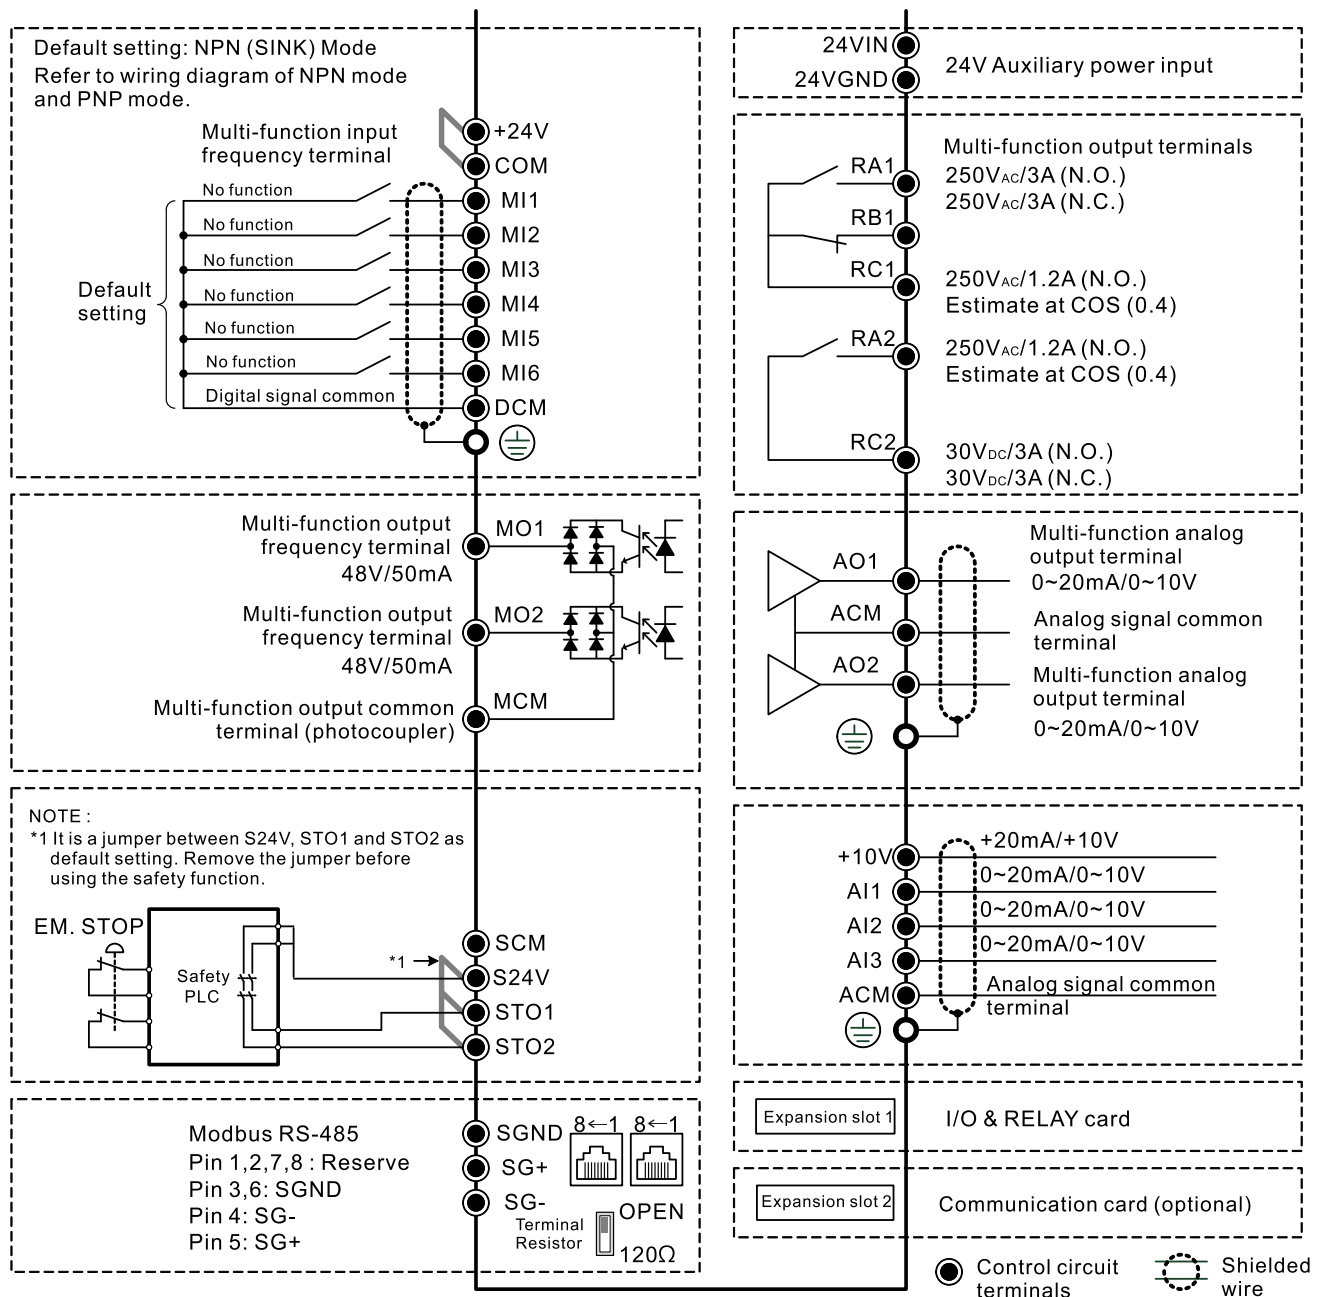 Default setting: NPN (SINK) Mode
Refer to wiring diagram of NPN mode
and PNP mode.
Multi-function input
frequency terminal
+24V
COM
No function
MI1
No function
MI2
No function
MI3
No function
MI4
No function
MI5
No function
MI6
Digital signal common
DCM
Default
setting
Multi-function output
frequency terminal
48V/50mA
MO1
Multi-function output
frequency terminal
48V/50mA
MO2
Multi-function output common
terminal (photocoupler)
MCM
NOTE :
*1 It is a jumper between S24V, STO1 and STO2 as
default setting. Remove the jumper before
using the safety function.
EM. STOP
Safety
PLC
*1
SCM
S24V
STO1
STO2
Modbus RS-485
Pin 1,2,7,8 : Reserve
Pin 3,6: SGND
Pin 4: SG-
Pin 5: SG+
SGND
SG+
SG-
8←1
8←1
Terminal
Resistor
OPEN
120Ω
24VIN
24VGND
24V Auxiliary power input
RA1
RB1
RC1
RA2
RC2
Multi-function output terminals
250VAC/3A (N.O.)
250VAC/3A (N.C.)
250VAC/1.2A (N.O.)
Estimate at COS (0.4)
250VAC/1.2A (N.O.)
Estimate at COS (0.4)
30VDC/3A (N.O.)
30VDC/3A (N.C.)
AO1
ACM
AO2
Multi-function analog
output terminal
0~20mA/0~10V
Analog signal common
terminal
Multi-function analog
output terminal
0~20mA/0~10V
+10V
+20mA/+10V
AI1
0~20mA/0~10V
AI2
0~20mA/0~10V
AI3
0~20mA/0~10V
ACM
Analog signal common
terminal
Expansion slot 1
I/O & RELAY card
Expansion slot 2
Communication card (optional)
Control circuit
terminals
Shielded
wire